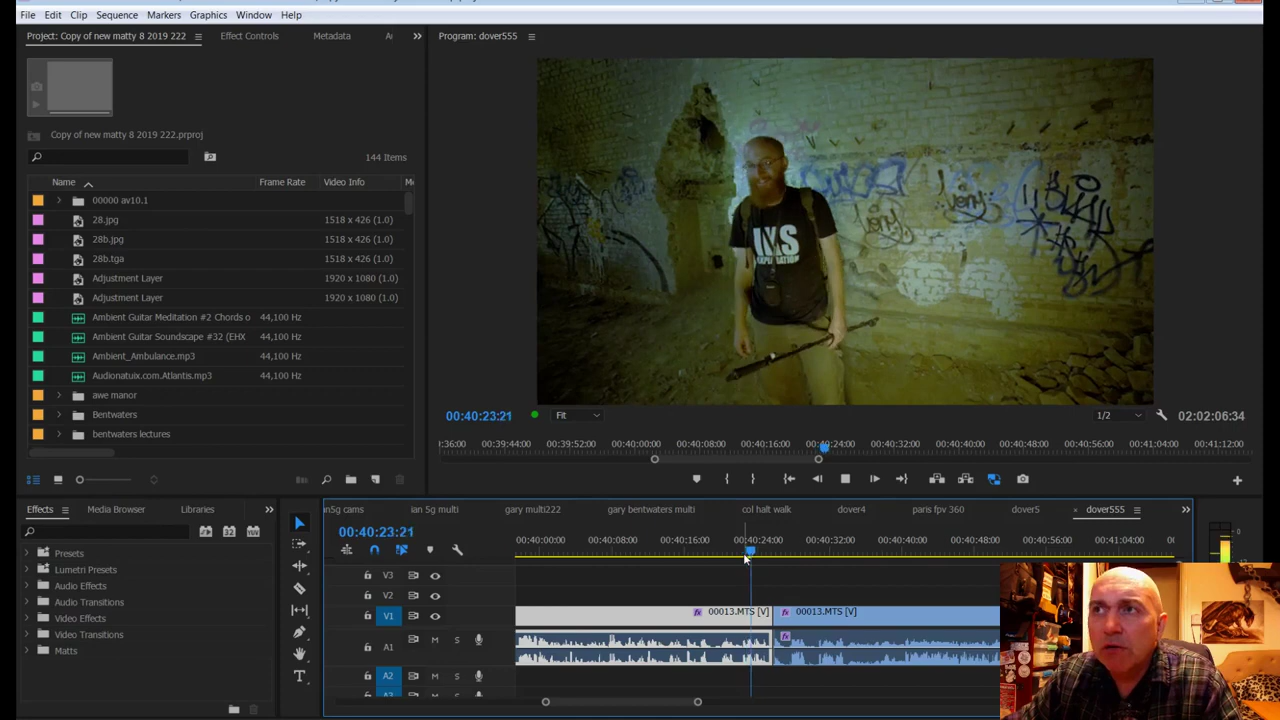 File Edit Clip Sequence Markers Graphics Window Help
Project: Copy of new matty 8 2019 222
Effect Controls
Metadata
Program: dover555
Copy of new matty 8 2019 222.prproj
144 Items
Name
Frame Rate
Video Info
00000 av10.1
28.jpg
1518 x 426 (1.0)
28b.jpg
1518 x 426 (1.0)
28b.tga
1518 x 426 (1.0)
Adjustment Layer
1920 x 1080 (1.0)
Adjustment Layer
1920 x 1080 (1.0)
Ambient Guitar Meditation #2 Chords o
44,100 Hz
Ambient Guitar Soundscape #32 (EHX
44,100 Hz
Ambient_Ambulance.mp3
44,100 Hz
Audionatuix.com.Atlantis.mp3
44,100 Hz
awe manor
Bentwaters
bentwaters lectures
00:40:23:21
Fit
1/2
02:02:06:34
:36:00 00:39:44:00 00:39:52:00 00:40:00:00 00:40:08:00 00:40:16:00 00:40:24:00 00:40:32:00 00:40:40:00 00:40:48:00 00:40:56:00 00:41:04:00 00:41:12:00
Effects
Media Browser
Libraries
Presets
Lumetri Presets
Audio Effects
Audio Transitions
Video Effects
Video Transitions
Matts
an5g cams
ian 5g multi
gary multi222
gary bentwaters multi
col halt walk
dover4
paris fpv 360
dover5
dover555
00:40:23:21
00:40:00:00 00:40:08:00 00:40:16:00 00:40:24:00 00:40:32:00 00:40:40:00 00:40:48:00 00:40:56:00 00:41:04:00
V3
V2
V1
fx 00013.MTS [V]
fx 00013.MTS [V]
A1 M S
A2 M S